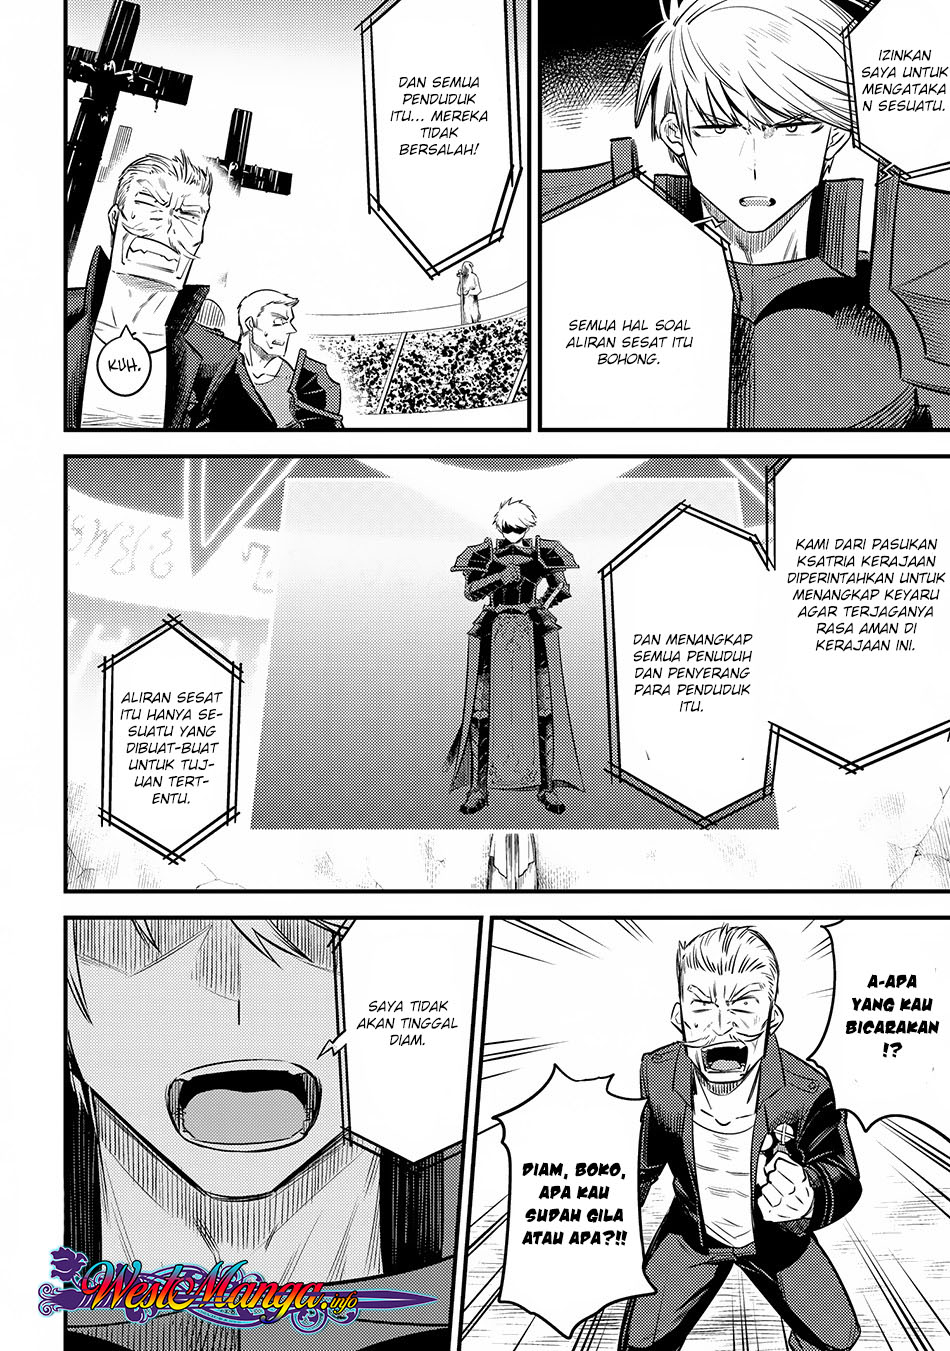 IZINKAN
SAYA UNTUK
MENGATAKA
N SESUATU.
SEMUA HAL SOAL
ALIRAN SESAT ITU
BOHONG.
DAN SEMUA
PENDUDUK
ITU... MEREKA
TIDAK
BERSALAH!
KUH.
KAMI DARI PASUKAN
KSATRIA KERAJAAN
DIPERINTAHKAN UNTUK
MENANGKAP KEYARU
AGAR TERJAGANYA
RASA AMAN DI
KERAJAAN INI.
DAN MENANGKAP
SEMUA PENUDUH
DAN PENYERANG
PARA PENDUDUK
ITU.
ALIRAN SESAT
ITU HANYA SE-
SUATU YANG
DIBUAT-BUAT
UNTUK TUJ-
UAN TERT-
ENTU.
A-APA
YANG KAU
BICARAKAN
!?
DIAM, BOKO,
APA KAU
SUDAH GILA
ATAU APA?!!
SAYA TIDAK
AKAN TINGGAL
DIAM.
WestManga.info